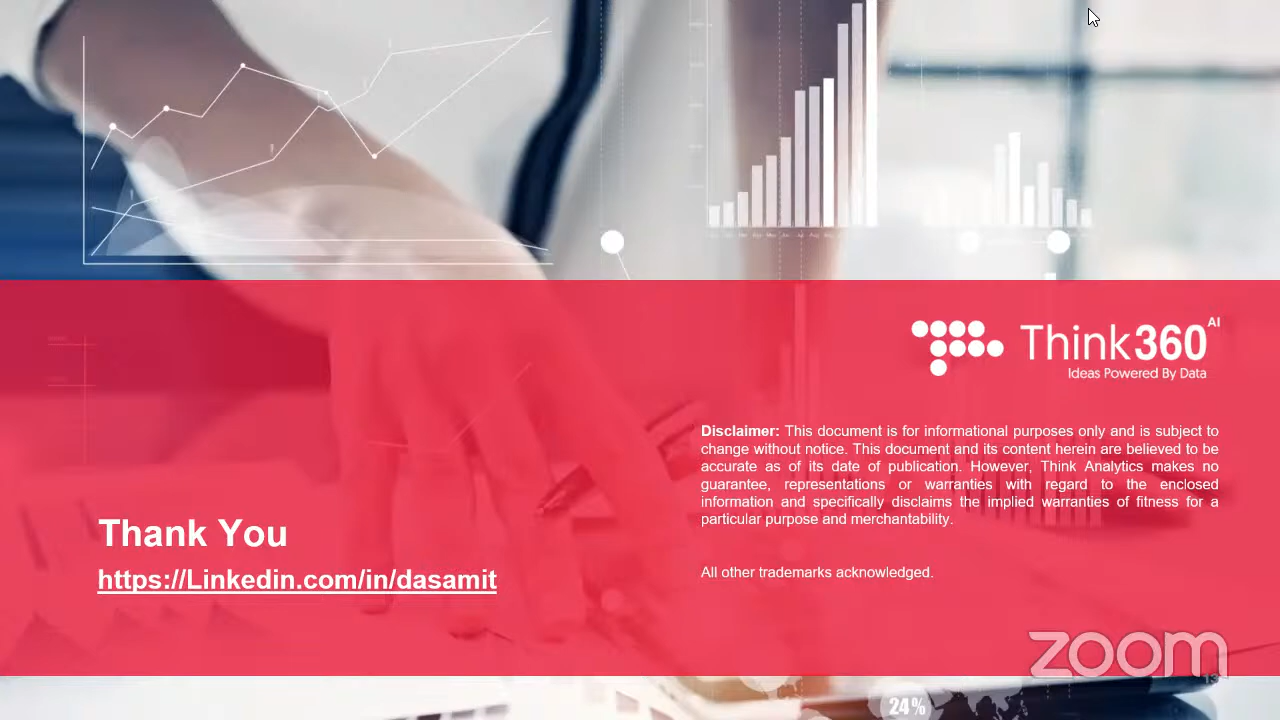 Think360 AI
Ideas Powered By Data
Disclaimer: This document is for informational purposes only and is subject to
change without notice. This document and its content herein are believed to be
accurate as of its date of publication. However, Think Analytics makes no
guarantee, representations or warranties with regard to the enclosed
information and specifically disclaims the implied warranties of fitness for a
particular purpose and merchantability.
All other trademarks acknowledged.
Thank You
https://Linkedin.com/in/dasamit
zoom
13
24%